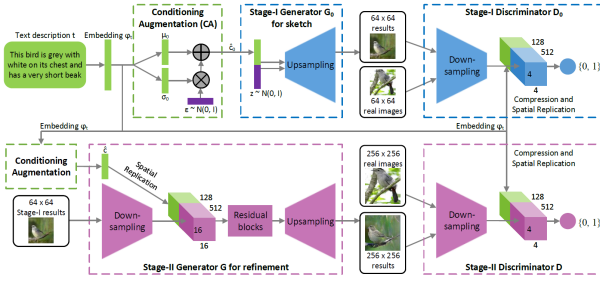 Text description t
This bird is grey with
white on its chest and
has a very short beak
Embedding φt
Conditioning
Augmentation (CA)
μ0
σ0
ε ~ N(0, I)
ĉ0
Stage-I Generator G0
for sketch
z ~ N(0, I)
Upsampling
64 x 64
results
64 x 64
real images
Stage-I Discriminator D0
Down-
sampling
128
512
4
4
{0, 1}
Compression and
Spatial Replication
Embedding φt
Embedding φt
Conditioning
Augmentation
ĉ
Spatial
Replication
64 x 64
Stage-I results
Down-
sampling
128
512
16
16
Residual
blocks
Upsampling
Stage-II Generator G for refinement
256 x 256
real images
256 x 256
results
Compression and
Spatial Replication
Down-
sampling
128
512
4
4
{0, 1}
Stage-II Discriminator D